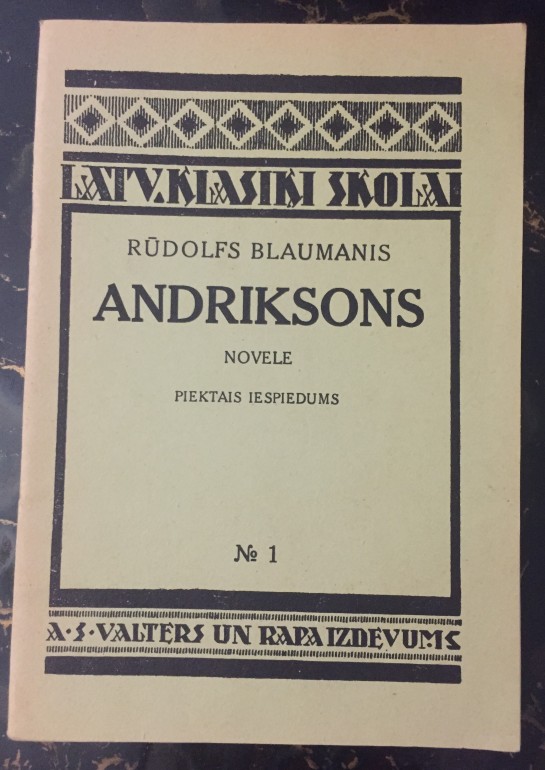 LATV. KLASIĶI SKOLAI
RŪDOLFS BLAUMANIS
ANDRIKSONS
NOVELE
PIEKTAIS IESPIEDUMS
№ 1
A·S·VALTERS UN RAPA IZDEVUMS